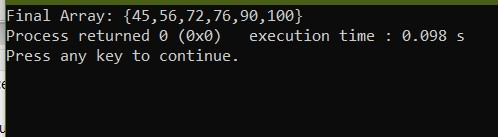 Final Array: {45,56,72,76,90,100}
Process returned 0 (0x0)   execution time : 0.098 s
Press any key to continue.